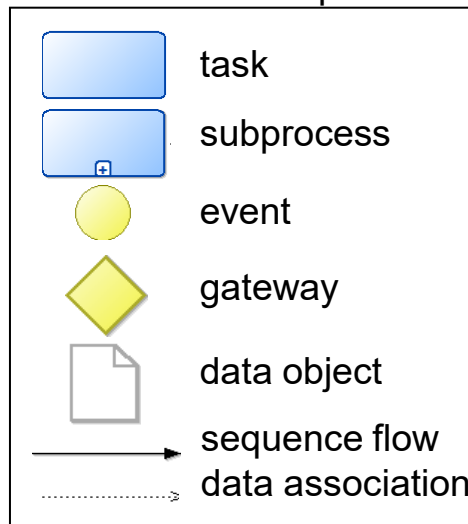 task
subprocess
event
gateway
data object
sequence flow
data association